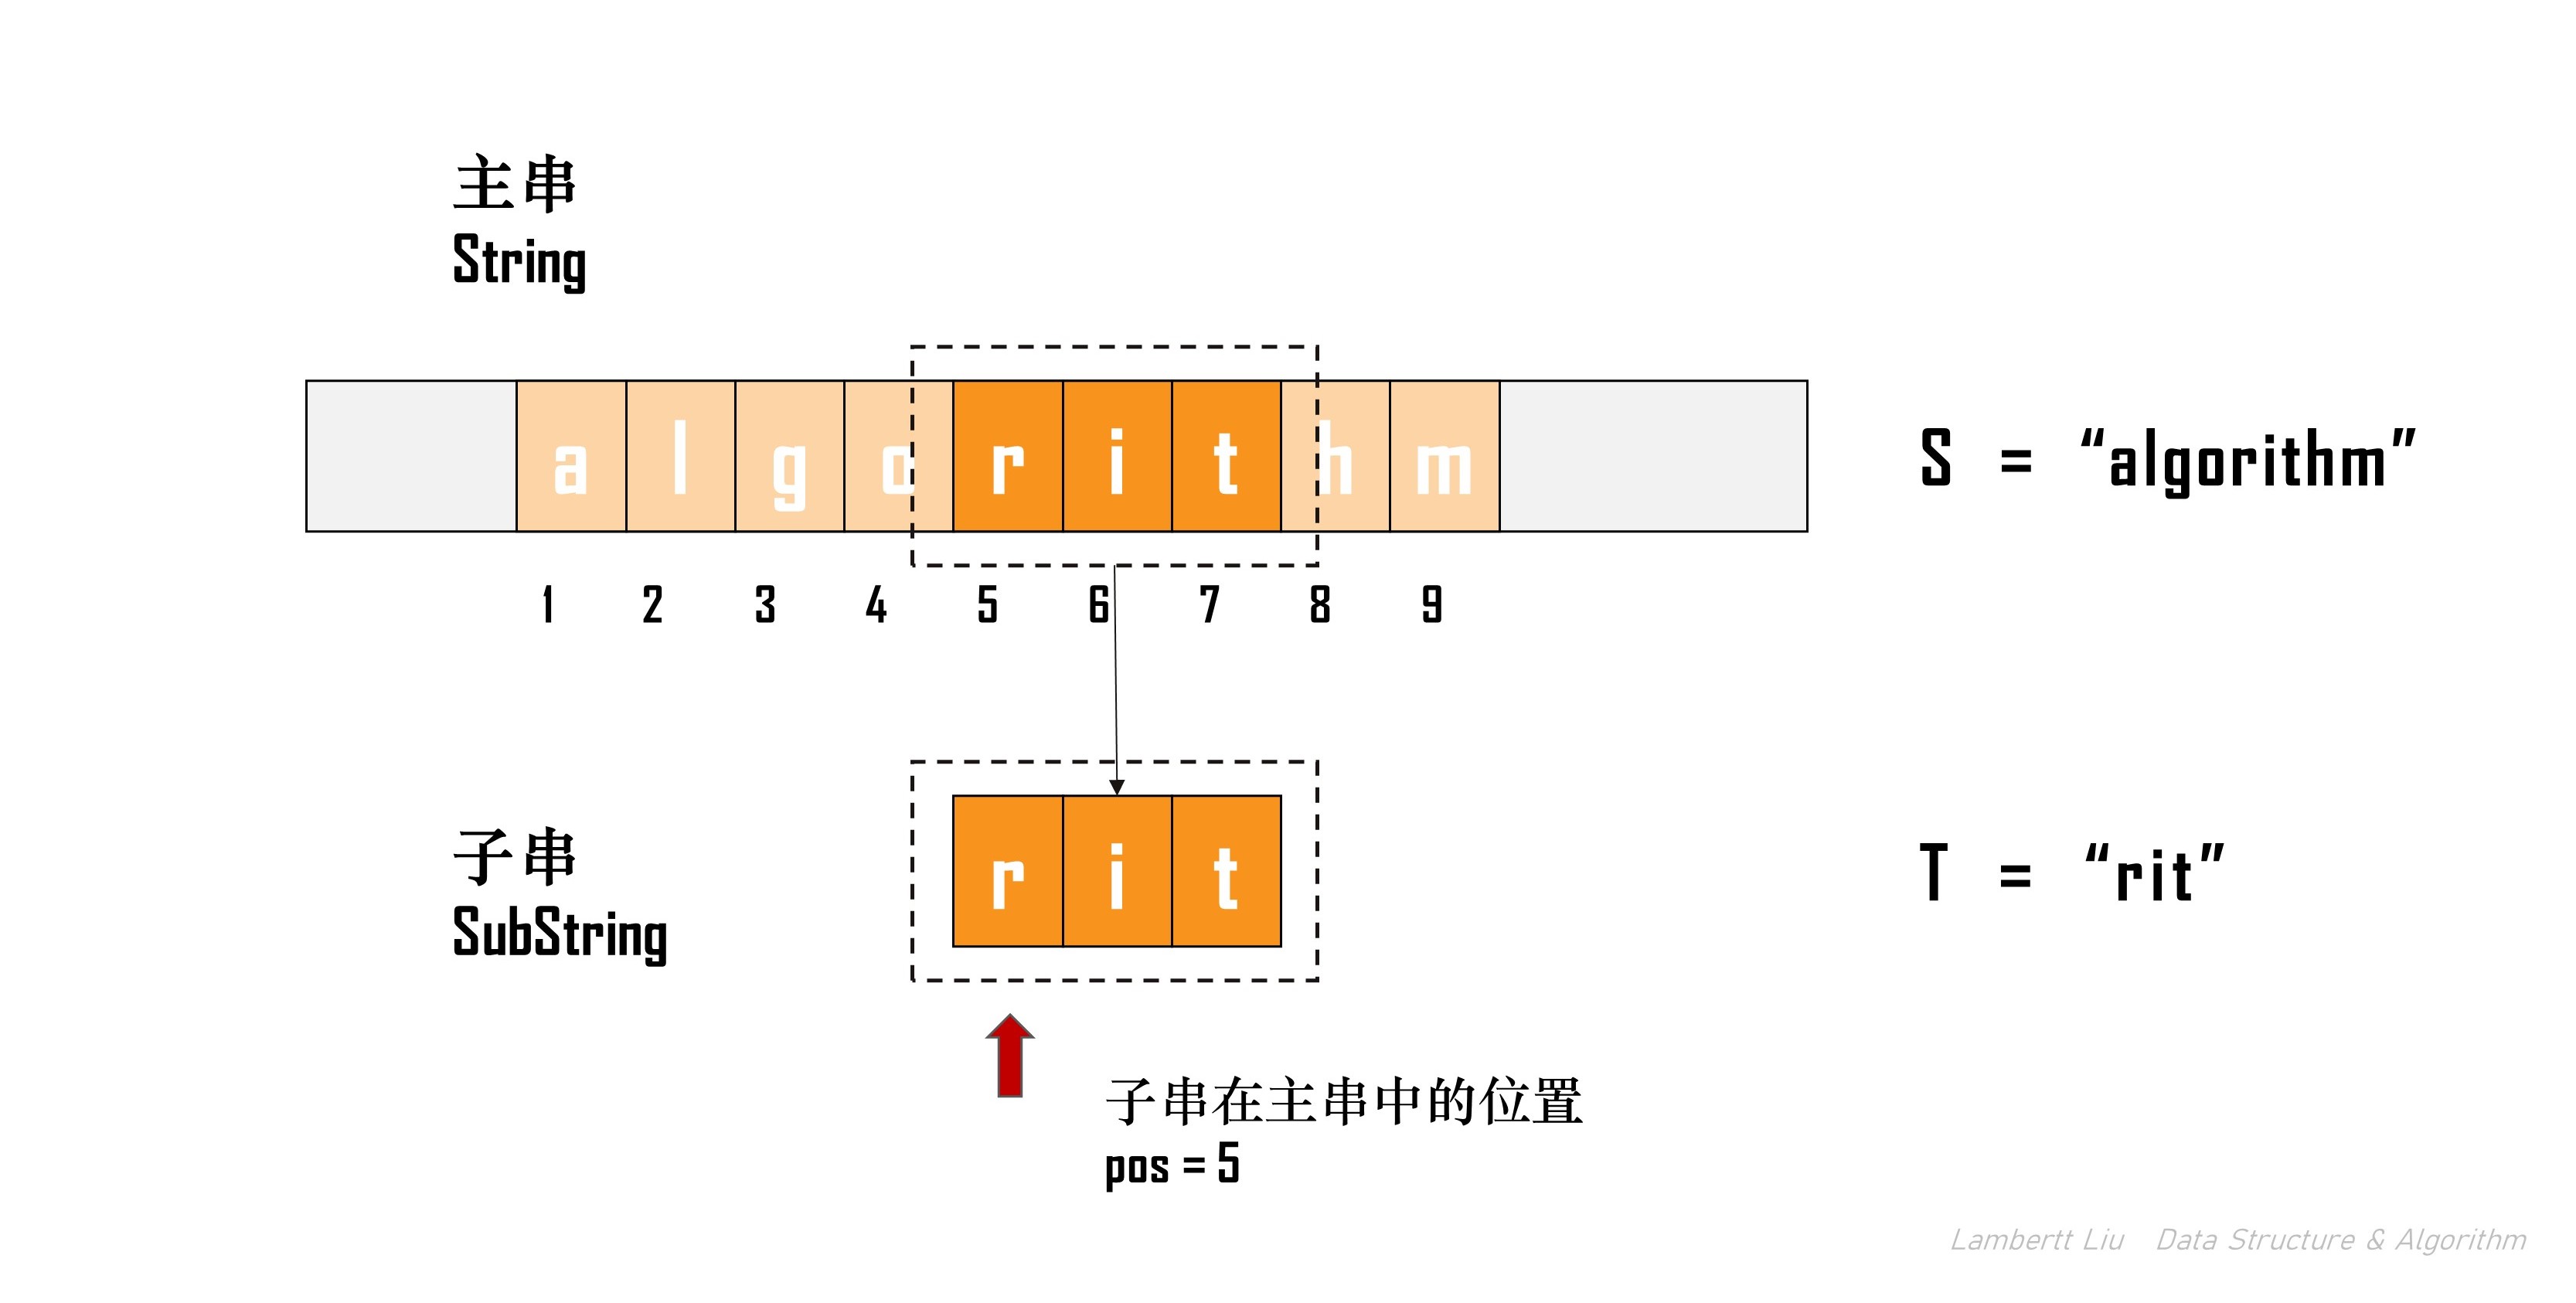 主串
String
a l g o r i t h m
S = “algorithm”
1 2 3 4 5 6 7 8 9
子串
SubString
r i t
T = “rit”
子串在主串中的位置
pos = 5
Lambertt Liu Data Structure & Algorithm